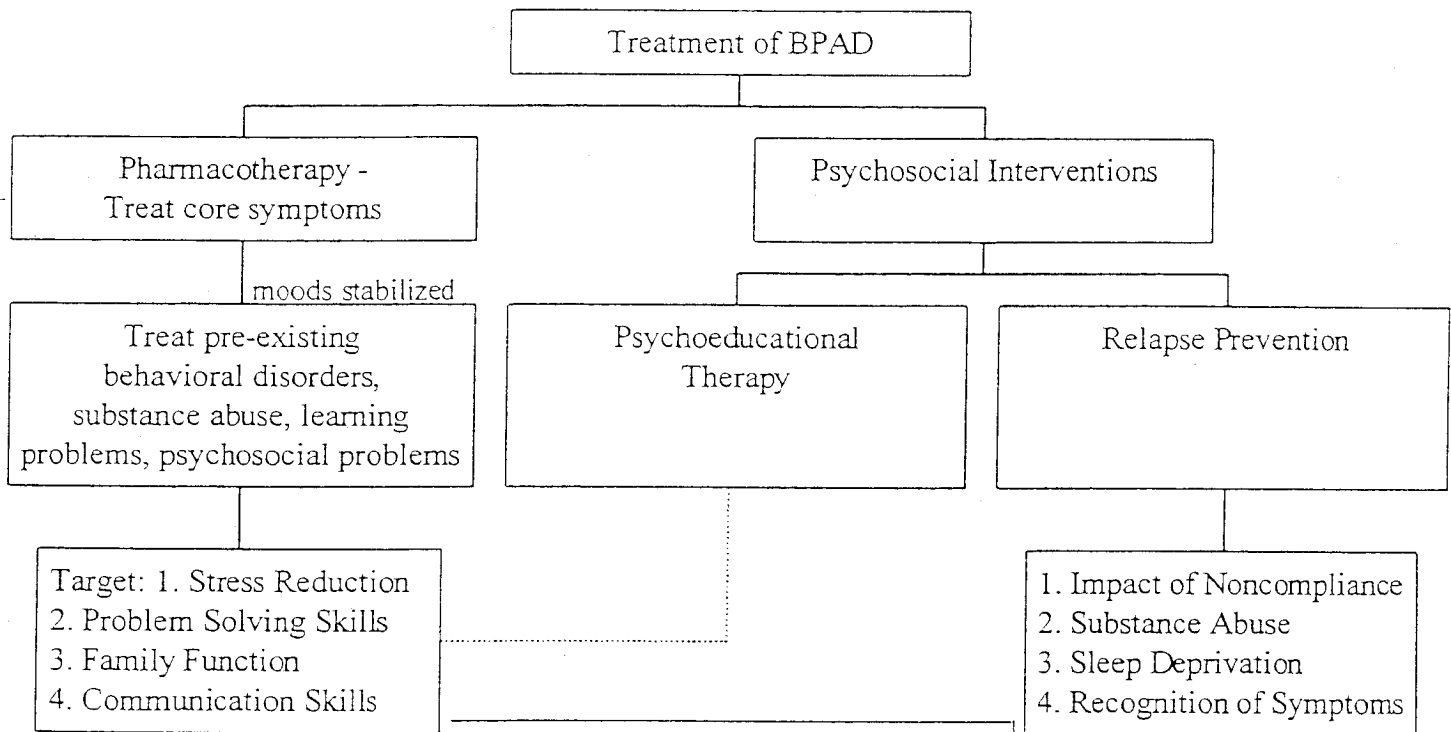 Treatment of BPAD
Pharmacotherapy -
Treat core symptoms
Psychosocial Interventions
moods stabilized
Treat pre-existing
behavioral disorders,
substance abuse, learning
problems, psychosocial problems
Psychoeducational
Therapy
Relapse Prevention
Target: 1. Stress Reduction
2. Problem Solving Skills
3. Family Function
4. Communication Skills
1. Impact of Noncompliance
2. Substance Abuse
3. Sleep Deprivation
4. Recognition of Symptoms